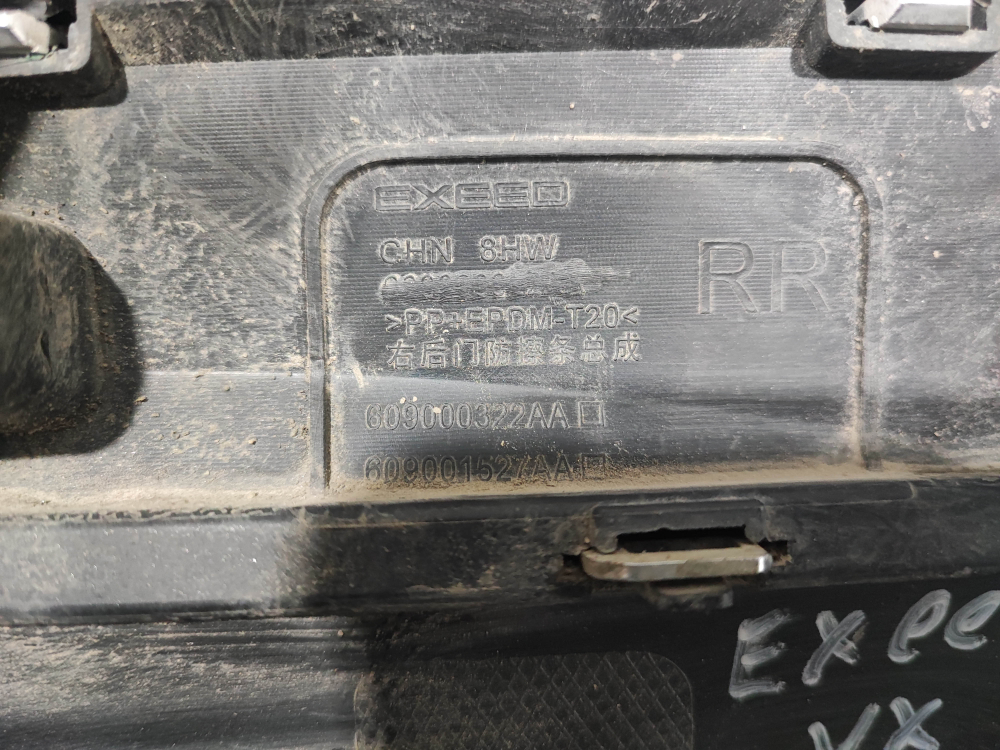 EXEED
CHN 8HW
RR
>PP+EPDM-T20<
右后门防擦条总成
609000322AA□
609001527AA□
EXee
VX